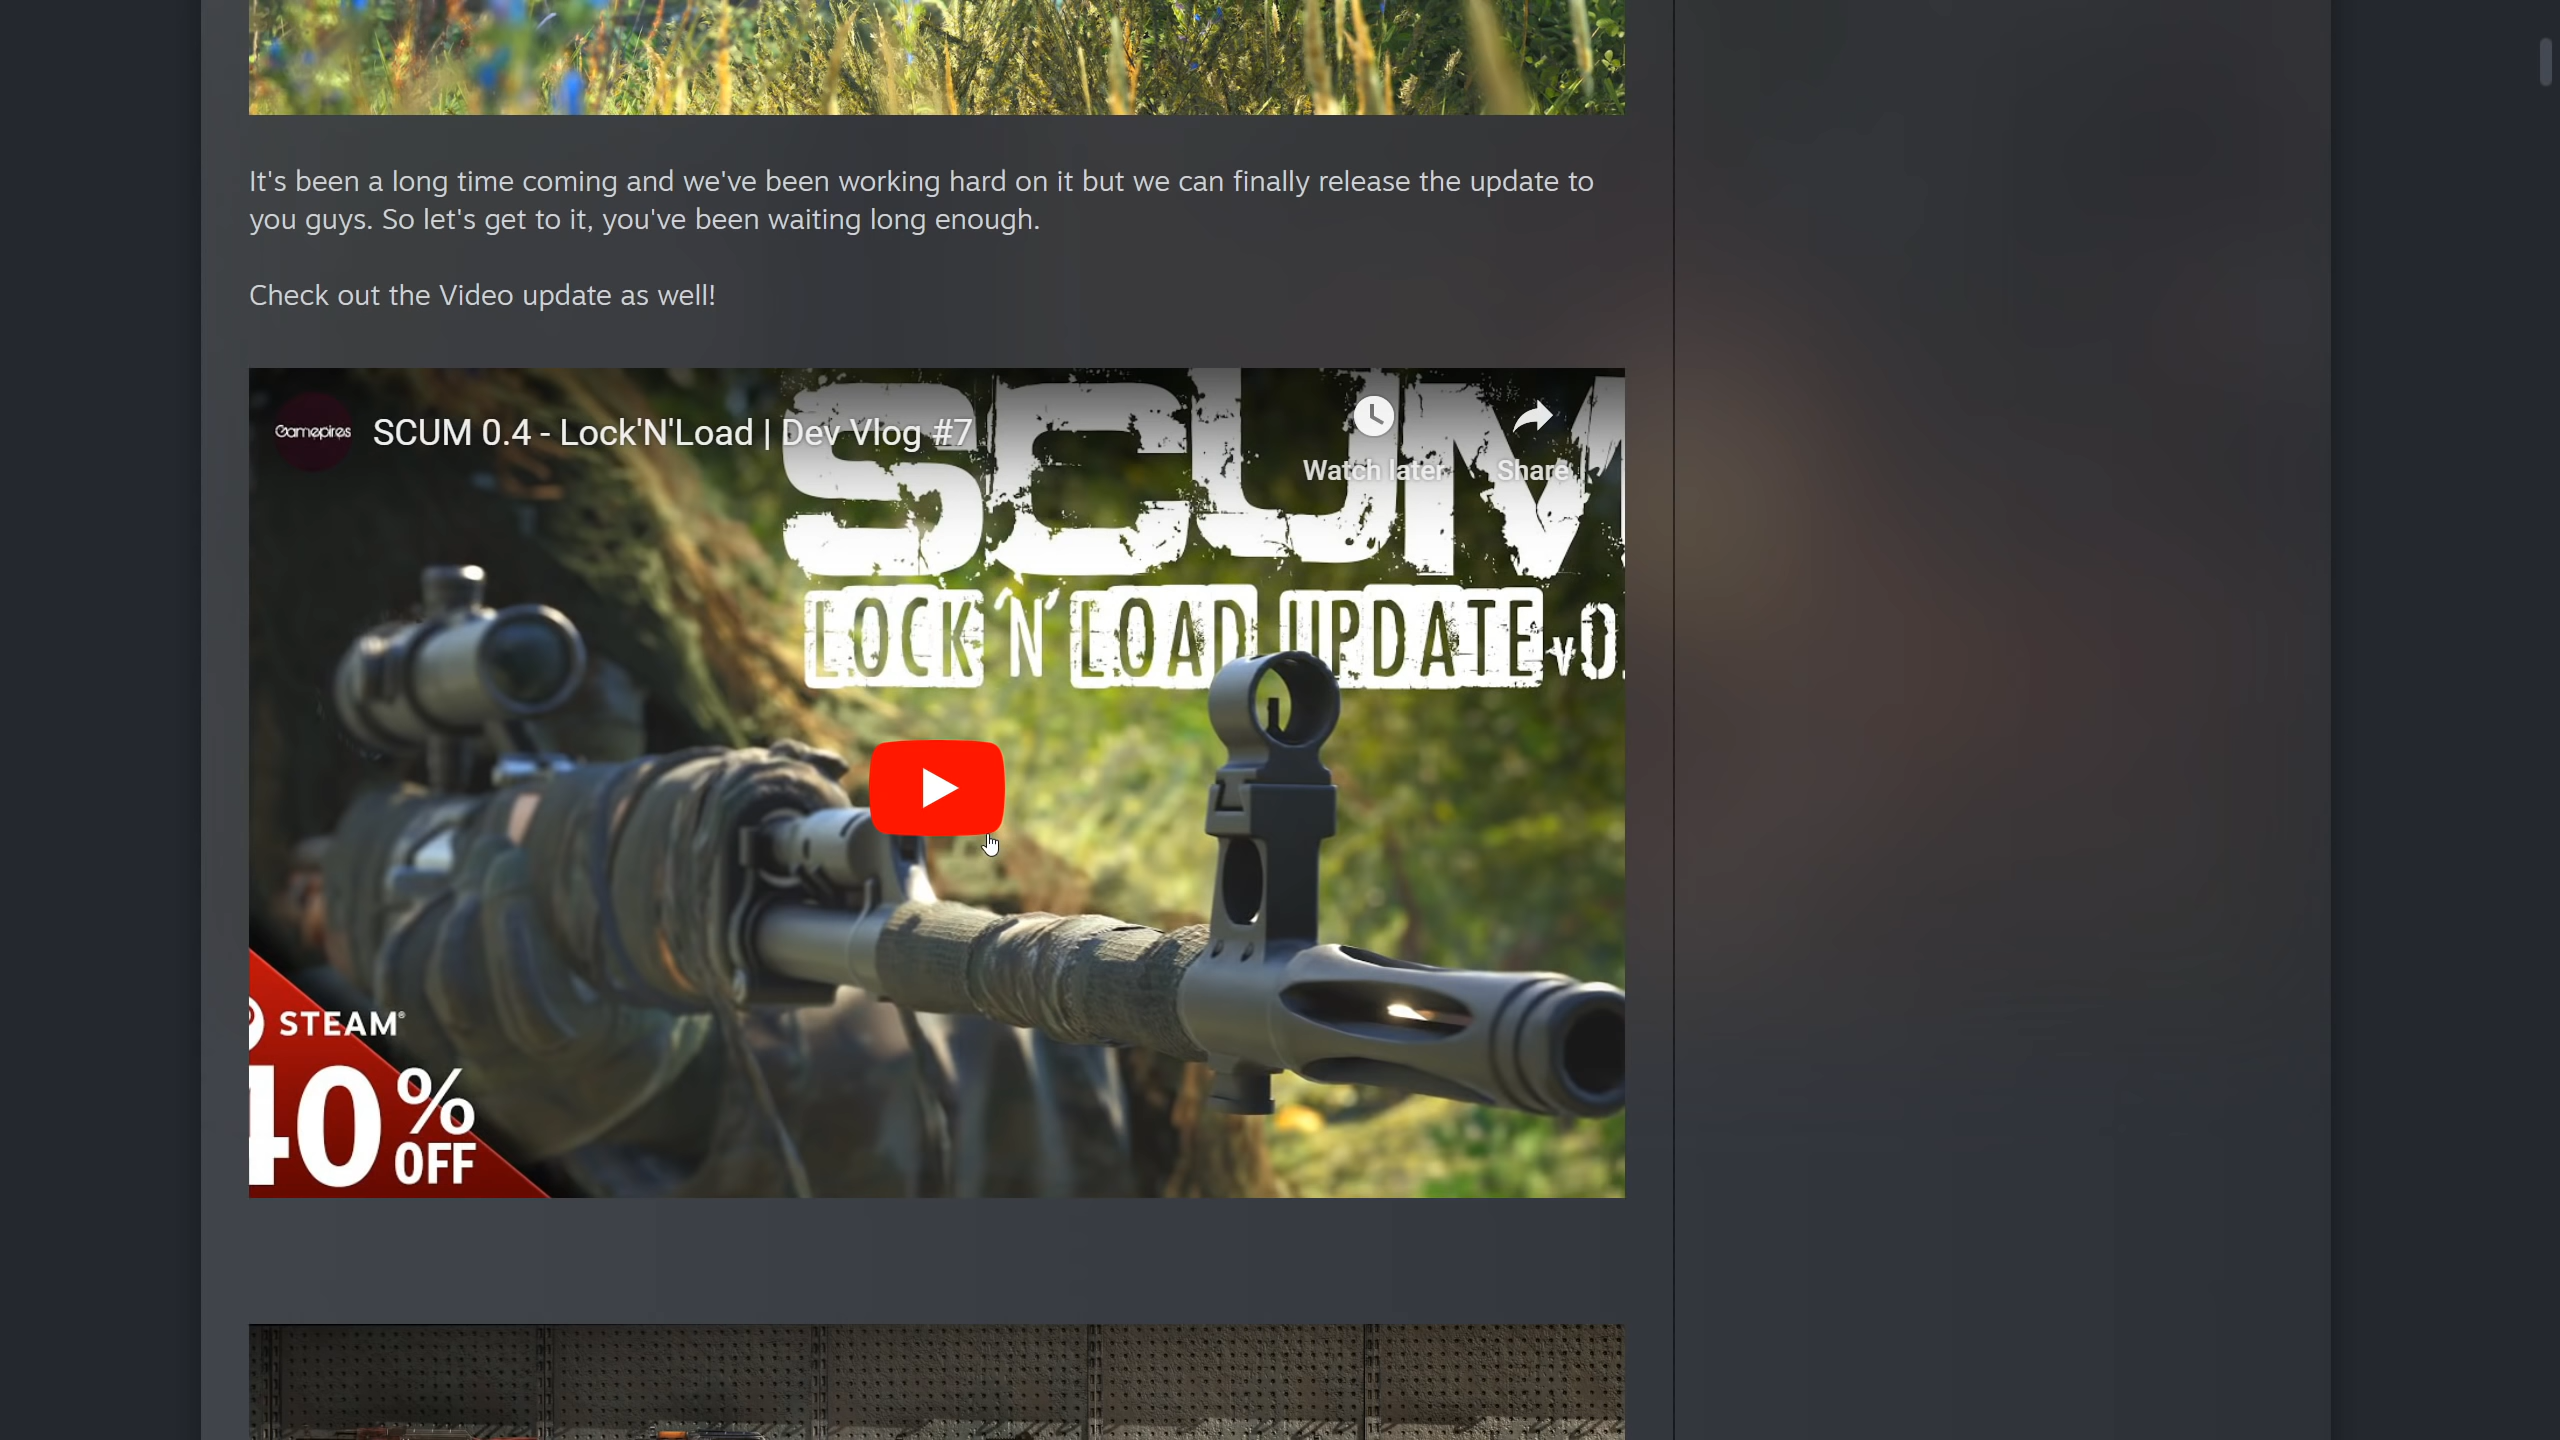 It's been a long time coming and we've been working hard on it but we can finally release the update to
you guys. So let's get to it, you've been waiting long enough.
Check out the Video update as well!
Gamepires
SCUM 0.4 - Lock'N'Load | Dev Vlog #7
Watch later
Share
SCUM
LOCK'N'LOAD UPDATE v0.
STEAM®
40% OFF